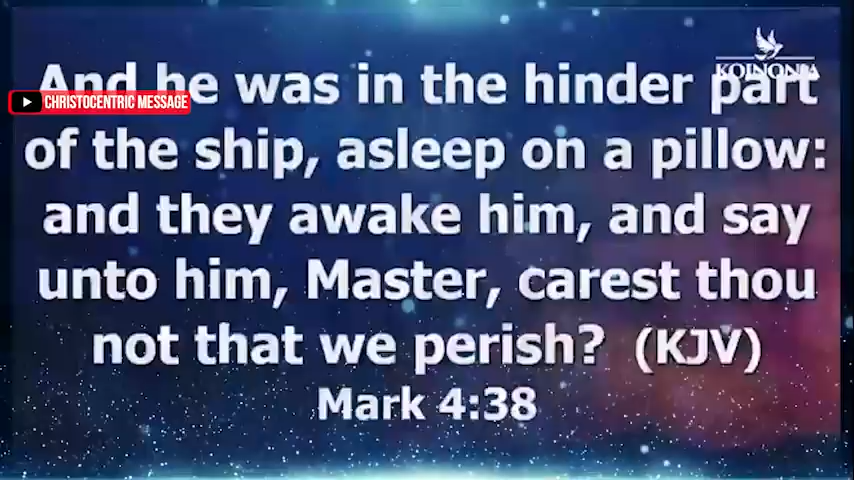 KOINONIA
And he was in the hinder part
CHRISTOCENTRIC MESSAGE
of the ship, asleep on a pillow:
and they awake him, and say
unto him, Master, carest thou
not that we perish? (KJV)
Mark 4:38